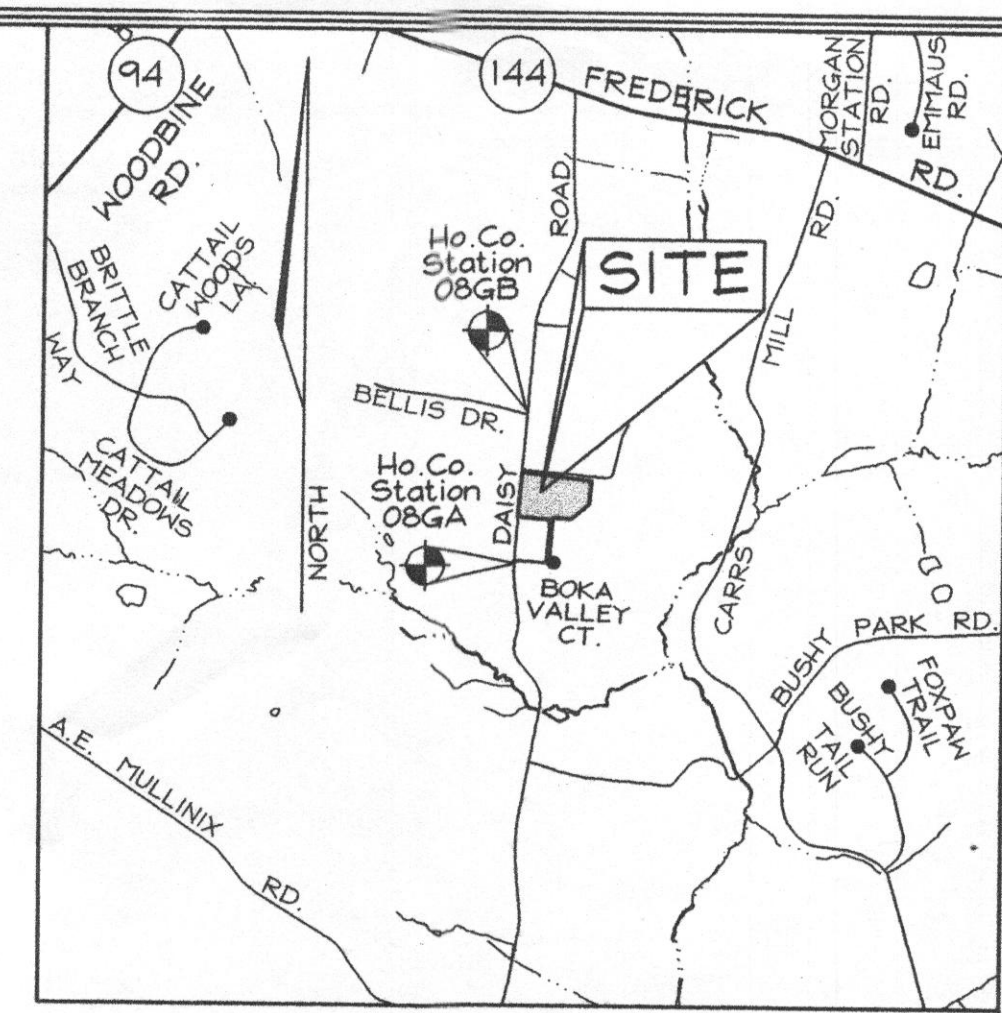 94
WOODBINE
RD.
144
FREDERICK
RD.
MORGAN
STATION
RD.
EMMAUS
RD.
BRITTLE
BRANCH
WAY
CATTAIL
WOODS
LA.
CATTAIL
MEADOWS
DR.
NORTH
Ho.Co.
Station
08GB
BELLIS DR.
Ho.Co.
Station
08GA
DAISY
ROAD
SITE
BOKA
VALLEY
CT.
CARRS
MILL
RD.
BUSHY
PARK RD.
FOXPAW
TRAIL
BUSHY
TAIL
RUN
A.E. MULLINIX
RD.